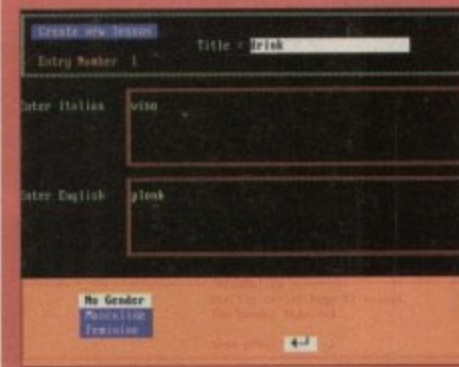 Create new lesson
Title - drink
Entry Number 1
Enter Italian vino
Enter English plonk
No Gender
Masculine
Feminine